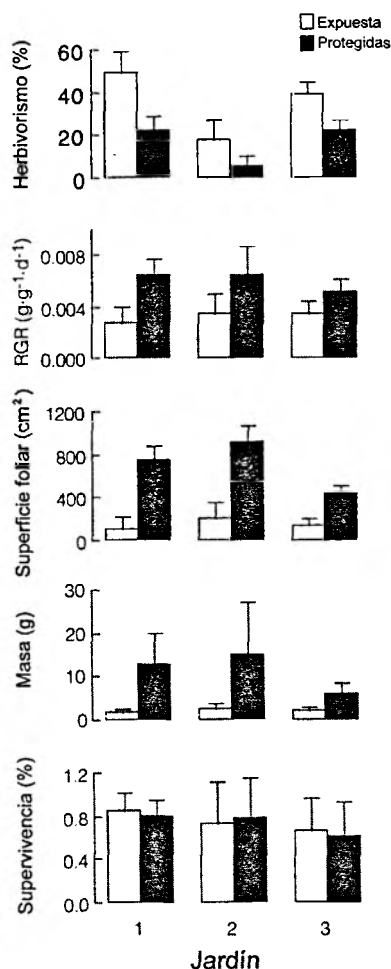 Expuesta
Protegidas
Herbivorismo (%)
60
40
20
0
RGR (g·g⁻¹·d⁻¹)
0.008
0.004
0.000
Superficie foliar (cm²)
1200
800
400
0
Masa (g)
30
20
10
0
Supervivencia (%)
1.2
0.8
0.4
0.0
1 2 3
Jardín